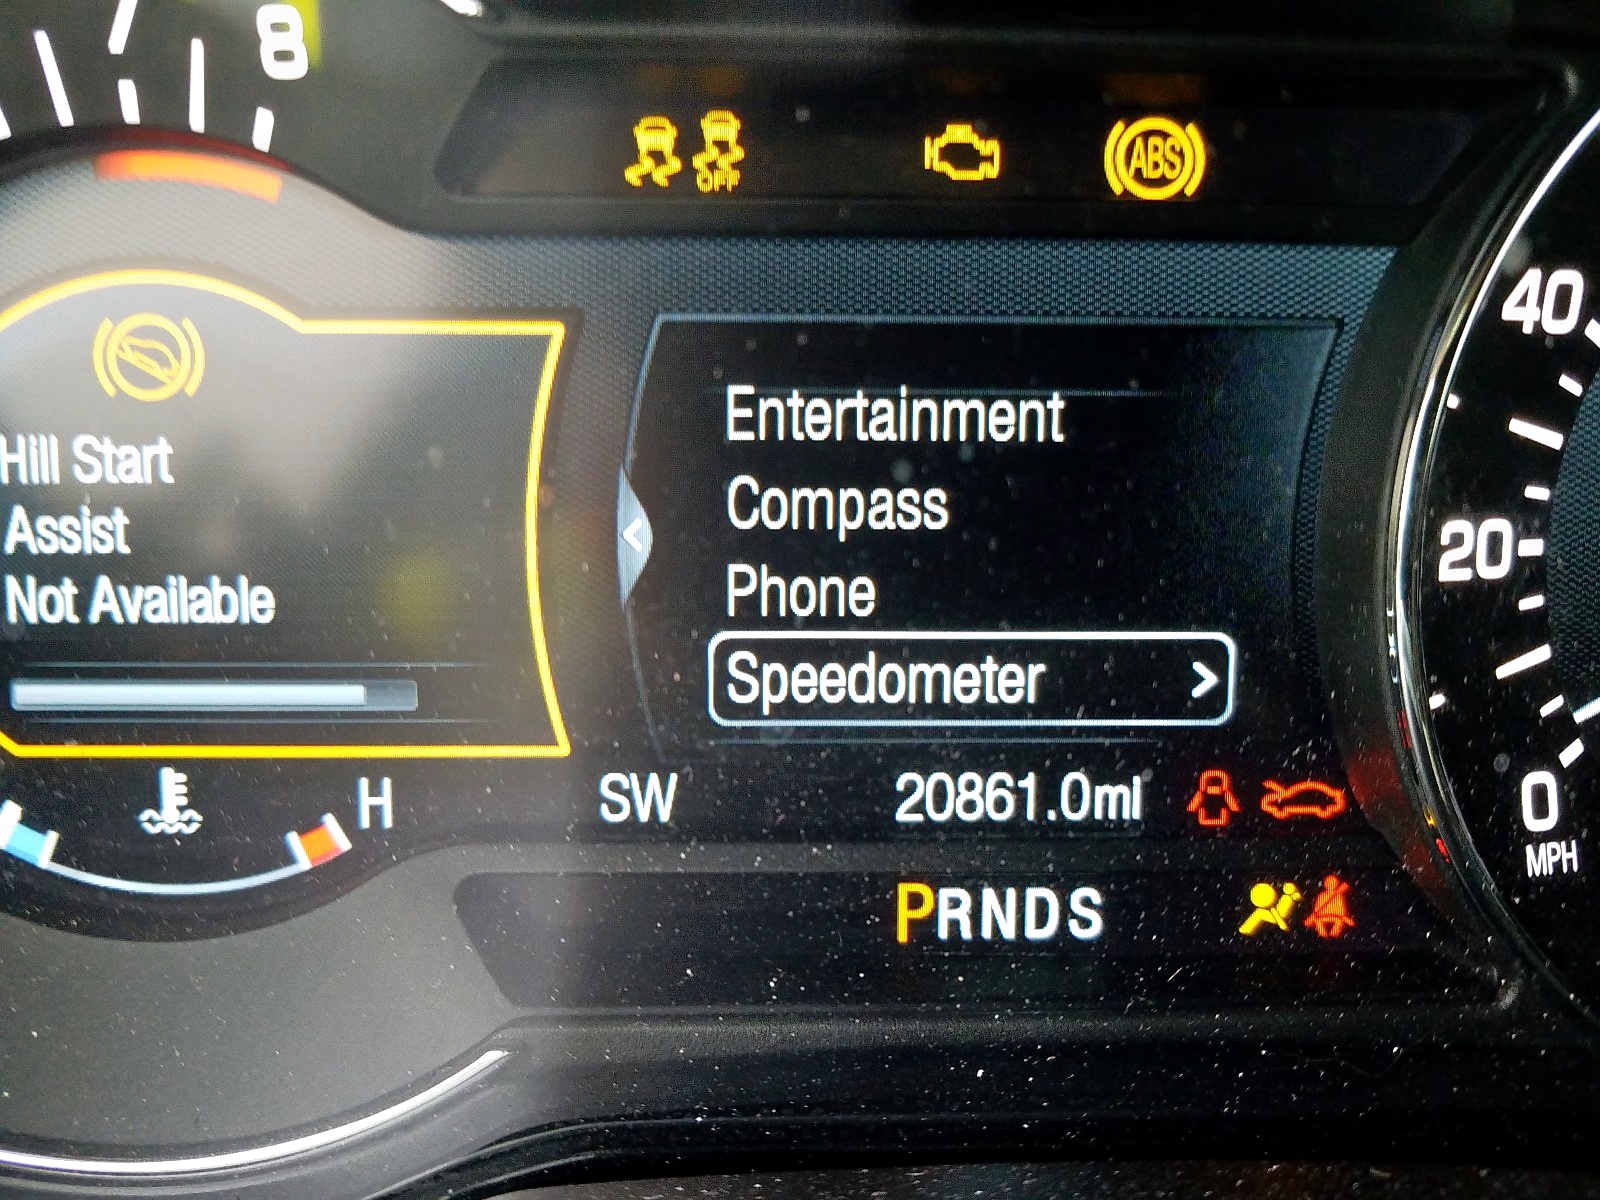 8
OFF
ABS
40
Entertainment
Hill Start
Compass
Assist
20
Not Available
Phone
Speedometer
H
SW
20861.0mi
0
MPH
PRNDS